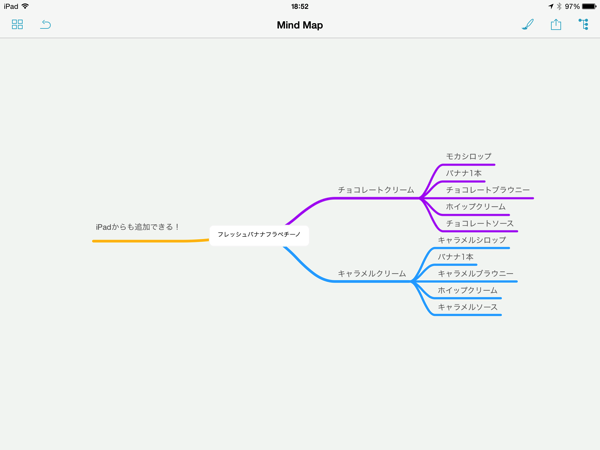 iPad 18:52 97%
Mind Map
モカシロップ
バナナ1本
チョコレートクリーム
チョコレートブラウニー
ホイップクリーム
チョコレートソース
iPadからも追加できる！
フレッシュバナナフラペチーノ
キャラメルシロップ
バナナ1本
キャラメルクリーム
キャラメルブラウニー
ホイップクリーム
キャラメルソース